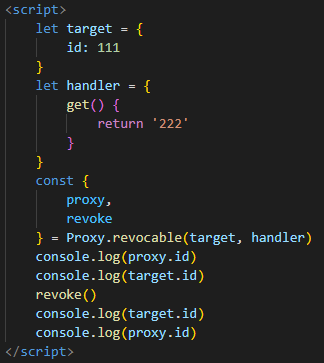 <script>
let target = {
id: 111
}
let handler = {
get() {
return '222'
}
}
const {
proxy,
revoke
} = Proxy.revocable(target, handler)
console.log(proxy.id)
console.log(target.id)
revoke()
console.log(target.id)
console.log(proxy.id)
</script>